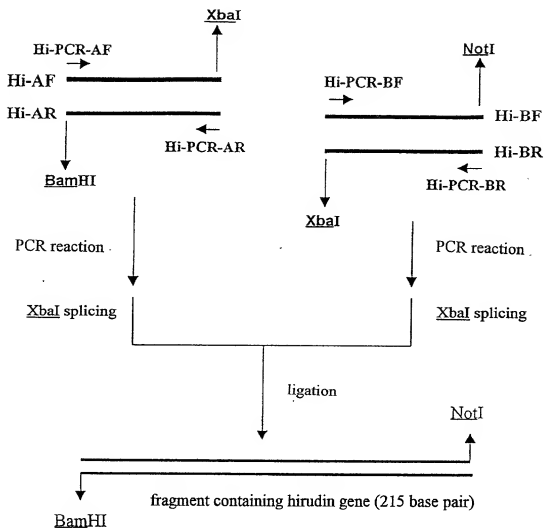 XbaI
Hi-PCR-AF
Hi-AF
Hi-AR
Hi-PCR-AR
BamHI
NotI
Hi-PCR-BF
Hi-BF
Hi-BR
Hi-PCR-BR
XbaI
PCR reaction
PCR reaction
XbaI splicing
XbaI splicing
ligation
NotI
BamHI
fragment containing hirudin gene (215 base pair)